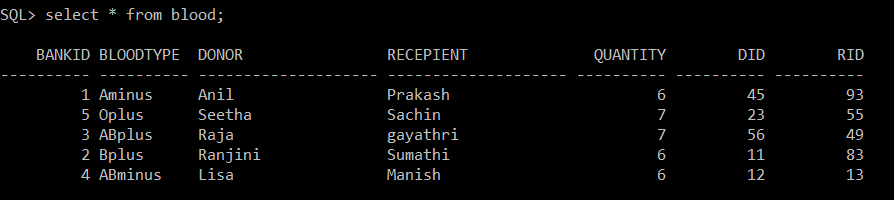 SQL> select * from blood;
BANKID BLOODTYPE DONOR RECEPIENT QUANTITY DID RID
---------- ---------- -------------------- -------------------- ---------- ---------- ----------
1 Aminus Anil Prakash 6 45 93
5 Oplus Seetha Sachin 7 23 55
3 ABplus Raja gayathri 7 56 49
2 Bplus Ranjini Sumathi 6 11 83
4 ABminus Lisa Manish 6 12 13